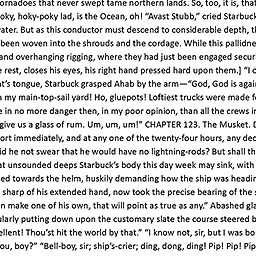 ornadoes that never swept tame northern lands. So, too, it is, that
oky, hoky-poky lad, is the Ocean, oh! “Avast Stubb,” cried Starbuck
vater. But as this conductor must descend to considerable depth, th
been woven into the shrouds and the cordage. While this pallidne
and overhanging rigging, where they had just been engaged secur
e rest, closes his eyes, his right hand pressed hard upon them.] “I c
at’s tongue, Starbuck grasped Ahab by the arm—“God, God is agai
y main-top-sail yard! Ho, gluepots! Loftiest trucks were made f
e in no more danger then, in my poor opinion, than all the crews i
give us a glass of rum. Um, um, um!” CHAPTER 123. The Musket. D
ort immediately, and at any one of the twenty-four hours, any dec
id he not swear that he would have no lightning-rods? But shall th
at unsounded deeps Starbuck’s body this day week may sink, with
ed towards the helm, huskily demanding how the ship was headin
sharp of his extended hand, now took the precise bearing of the s
n make one of his own, that will point as true as any.” Abashed gla
ularly putting down upon the customary slate the course steered b
ellent! Thou’st hit the world by that.” “I know not, sir, but I was bo
ou, boy?” “Bell-boy, sir; ship’s-crier; ding, dong, ding! Pip! Pip! Pip